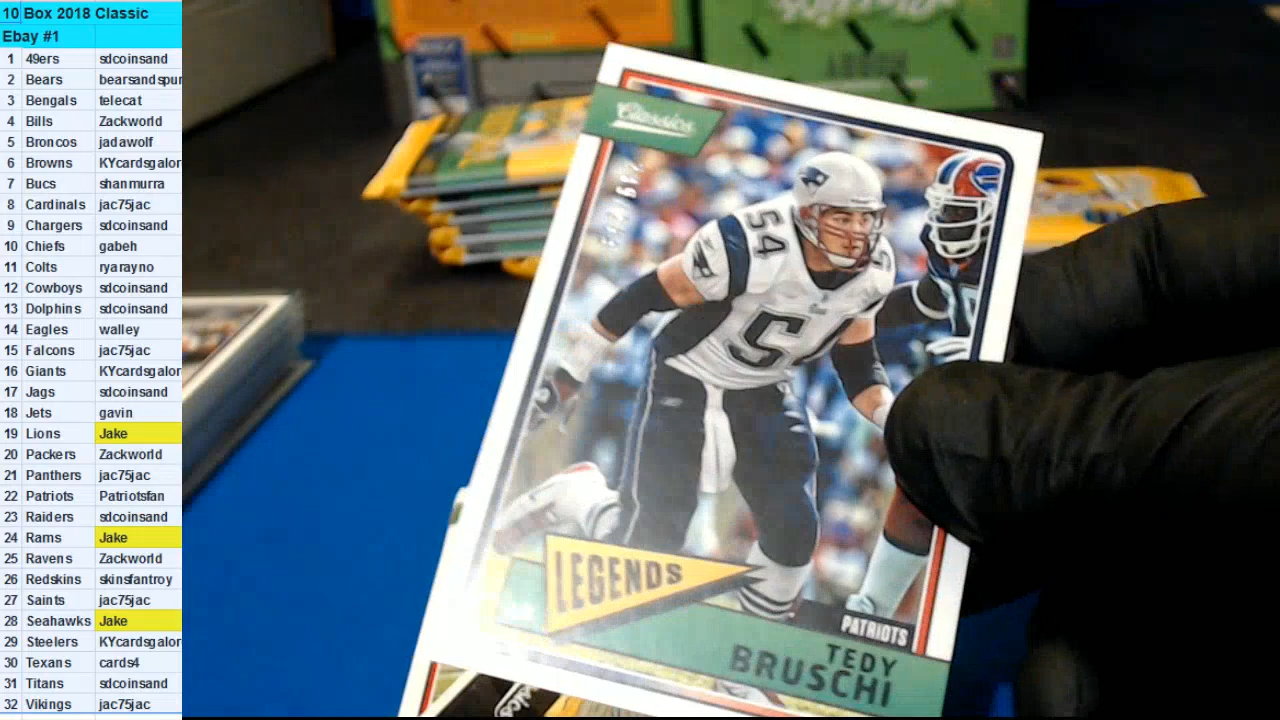 10 Box 2018 Classic
Ebay #1
1 49ers sdcoinsand
2 Bears bearsandspur
3 Bengals telecat
4 Bills Zackworld
5 Broncos jadawolf
6 Browns KYcardsgalor
7 Bucs shanmurra
8 Cardinals jac75jac
9 Chargers sdcoinsand
10 Chiefs gabeh
11 Colts ryarayno
12 Cowboys sdcoinsand
13 Dolphins sdcoinsand
14 Eagles walley
15 Falcons jac75jac
16 Giants KYcardsgalor
17 Jags sdcoinsand
18 Jets gavin
19 Lions Jake
20 Packers Zackworld
21 Panthers jac75jac
22 Patriots Patriotsfan
23 Raiders sdcoinsand
24 Rams Jake
25 Ravens Zackworld
26 Redskins skinsfantroy
27 Saints jac75jac
28 Seahawks Jake
29 Steelers KYcardsgalor
30 Texans cards4
31 Titans sdcoinsand
32 Vikings jac75jac
Classics
54
54
LEGENDS
PATRIOTS
TEDY
BRUSCHI